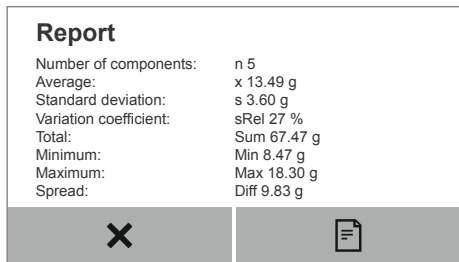 Report
Number of components: n 5
Average: x 13.49 g
Standard deviation: s 3.60 g
Variation coefficient: sRel 27 %
Total: Sum 67.47 g
Minimum: Min 8.47 g
Maximum: Max 18.30 g
Spread: Diff 9.83 g